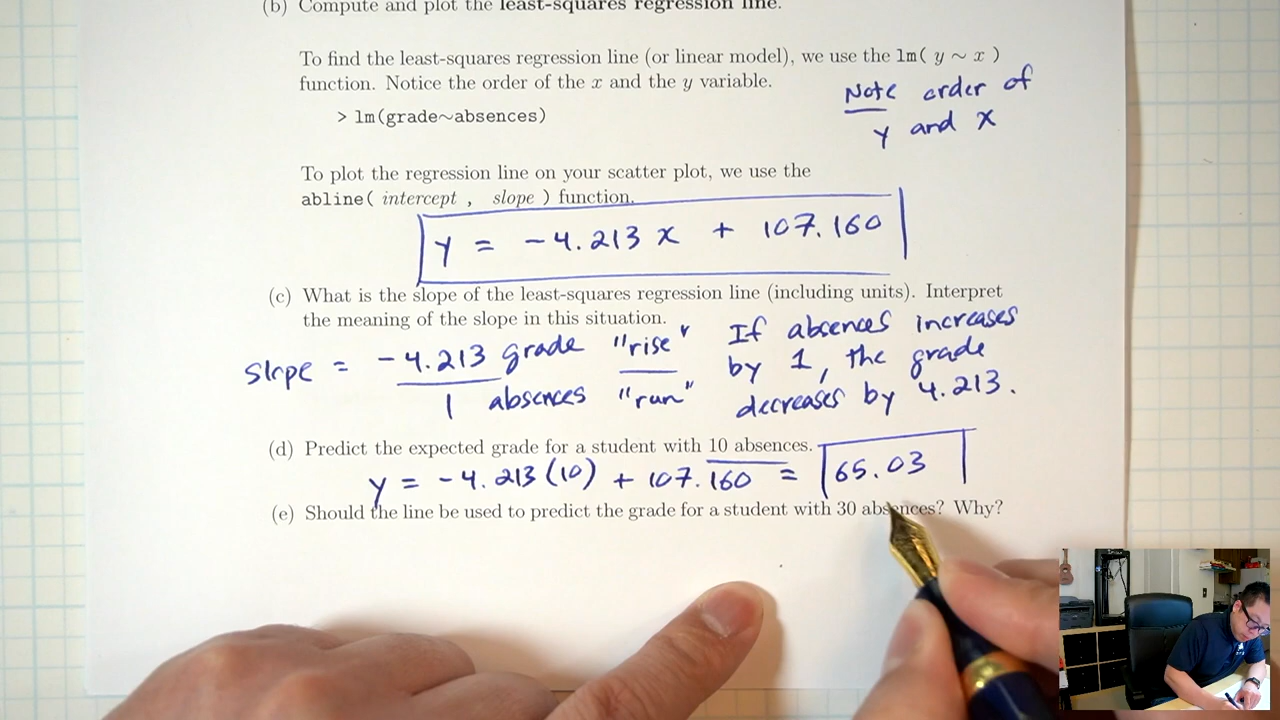 (b) Compute and plot the least-squares regression line.
To find the least-squares regression line (or linear model), we use the lm( y ~ x )
function. Notice the order of the x and the y variable.
Note order of
y and x
> lm(grade~absences)
To plot the regression line on your scatter plot, we use the
abline( intercept , slope ) function.
y = -4.213 x + 107.160
(c) What is the slope of the least-squares regression line (including units). Interpret
the meaning of the slope in this situation.
slope = -4.213 grade "rise"
1 absences "run"
If absences increases
by 1, the grade
decreases by 4.213.
(d) Predict the expected grade for a student with 10 absences.
y = -4.213 (10) + 107.160 = 65.03
(e) Should the line be used to predict the grade for a student with 30 absences? Why?